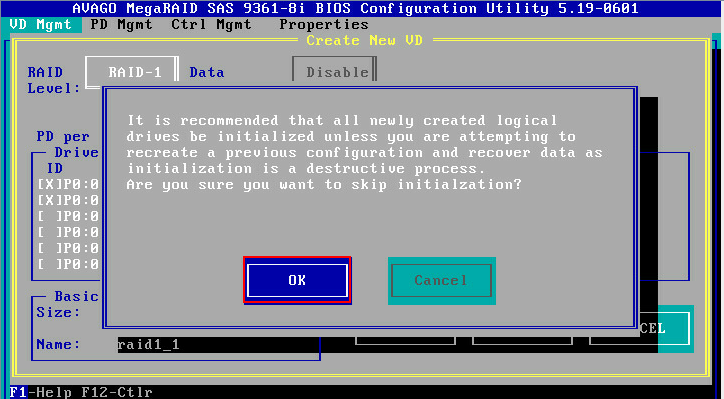 AVAGO MegaRAID SAS 9361-8i BIOS Configuration Utility 5.19-0601
VD Mgmt PD Mgmt Ctrl Mgmt Properties
Create New VD
RAID Level: RAID-1 Data Disable
It is recommended that all newly created logical
drives be initialized unless you are attempting to
recreate a previous configuration and recover data as
initialization is a destructive process.
Are you sure you want to skip initialzation?
PD per
Drive
ID
[X]P0:0
[X]P0:0
[ ]P0:0
[ ]P0:0
[ ]P0:0
[ ]P0:0
OK Cancel
Basic
Size:
CEL
Name: raid1_1
F1-Help F12-Ctlr